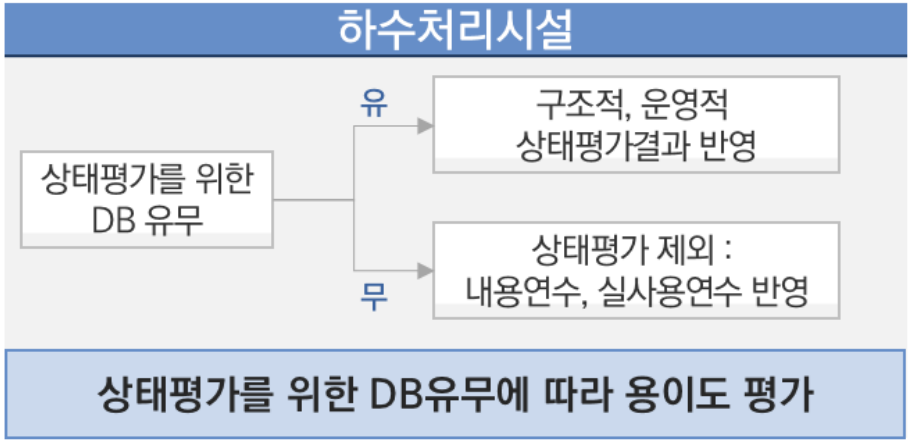 하수처리시설
유
구조적, 운영적
상태평가결과 반영
상태평가를 위한
DB 유무
상태평가 제외 :
내용연수, 실사용연수 반영
무
상태평가를 위한 DB유무에 따라 용이도 평가